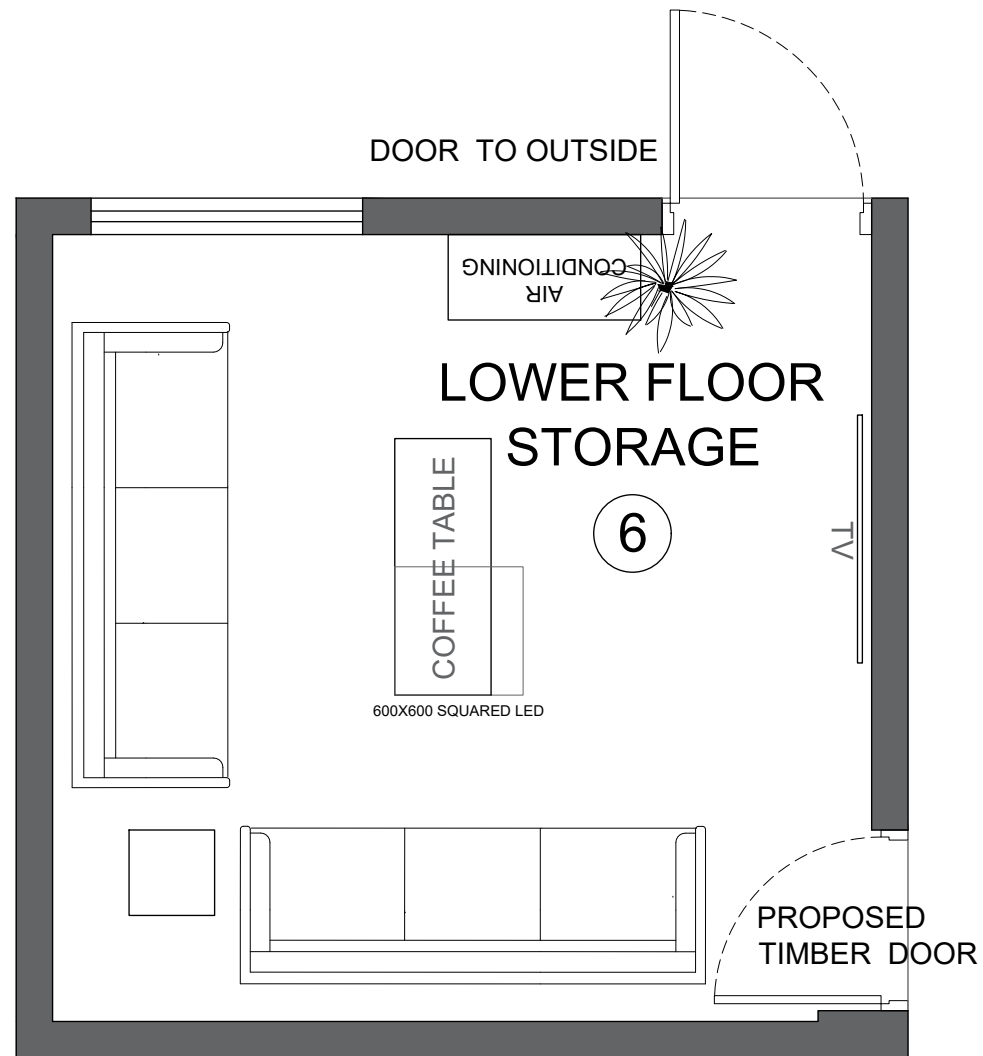 DOOR TO OUTSIDE
AIR
CONDITIONING
LOWER FLOOR
STORAGE
6
COFFEE TABLE
TV
600X600 SQUARED LED
PROPOSED
TIMBER DOOR